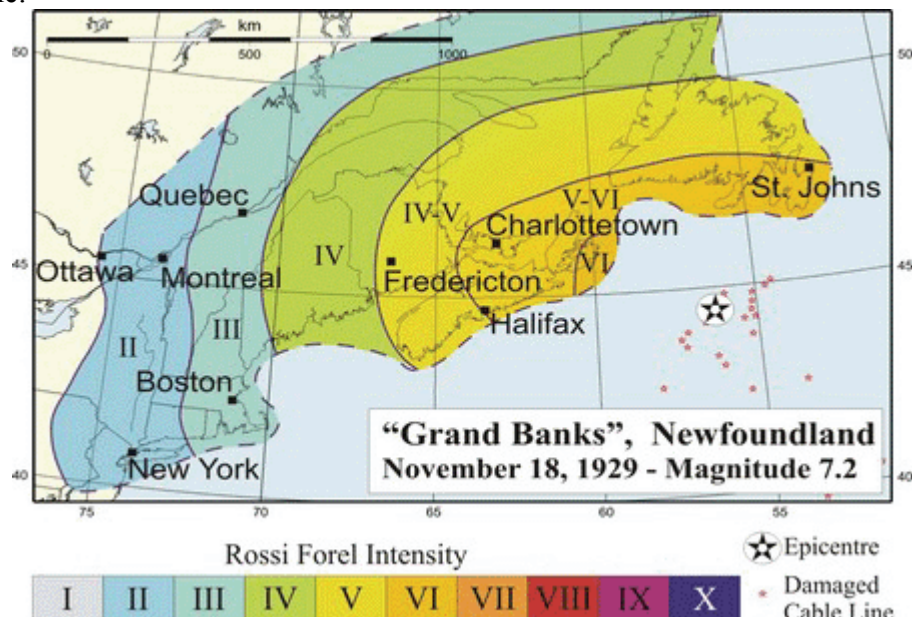 km
0 500 1000
50 50
Quebec
St. Johns
V-VI
IV-V
Charlottetown
IV
VI
45 45
Ottawa
Montreal
Fredericton
II
III
Halifax
Boston
"Grand Banks", Newfoundland
November 18, 1929 - Magnitude 7.2
New York
40 40
75 70 65 60 55
Rossi Forel Intensity
Epicentre
I II III IV V VI VII VIII IX X
Damaged
Cable Line